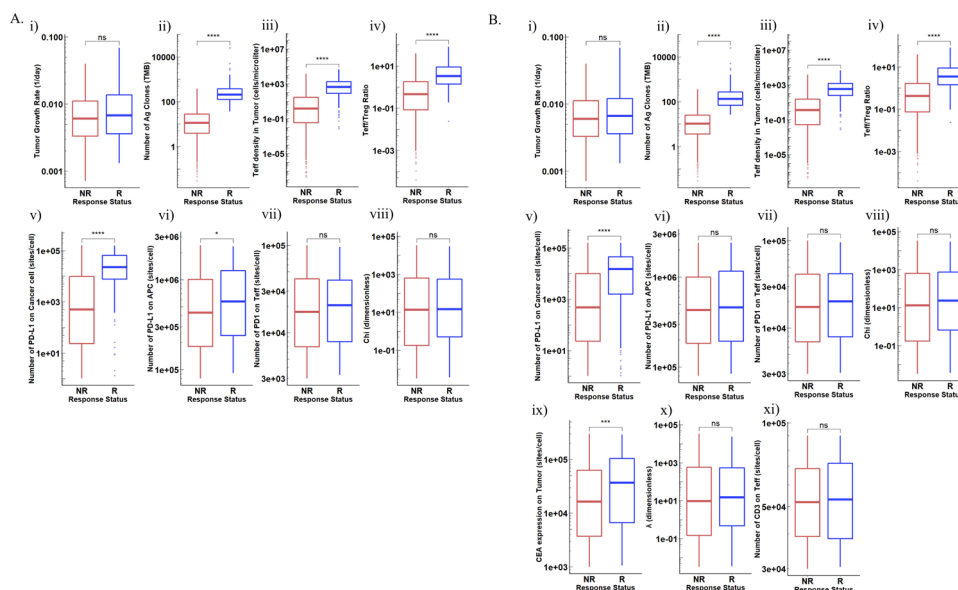 A.
i)
ns
0.100
0.010
0.001
Tumor Growth Rate (1/day)
NR R
Response Status
ii)
****
10000
100
1
Number of Ag Clones (TMB)
NR R
Response Status
iii)
****
1e+07
1e+03
1e-01
1e-05
Teff density in Tumor (cells/microliter)
NR R
Response Status
iv)
****
1e+01
1e-01
1e-03
Teff/Treg Ratio
NR R
Response Status
v)
****
1e+05
1e+03
1e+01
Number of PD-L1 on Cancer cell (sites/cell)
NR R
Response Status
vi)
*
3e+06
1e+06
3e+05
1e+05
Number of PD-L1 on APC (sites/cell)
NR R
Response Status
vii)
ns
3e+04
1e+04
3e+03
Number of PD1 on Teff (sites/cell)
NR R
Response Status
viii)
ns
1e+05
1e+03
1e+01
1e-01
Chi (dimensionless)
NR R
Response Status
B.
i)
ns
0.100
0.010
0.001
Tumor Growth Rate (1/day)
NR R
Response Status
ii)
****
10000
100
1
Number of Ag Clones (TMB)
NR R
Response Status
iii)
****
1e+07
1e+03
1e-01
1e-05
Teff density in Tumor (cells/microliter)
NR R
Response Status
iv)
****
1e+01
1e-01
1e-03
Teff/Treg Ratio
NR R
Response Status
v)
****
1e+05
1e+03
1e+01
Number of PD-L1 on Cancer cell (sites/cell)
NR R
Response Status
vi)
ns
3e+06
1e+06
3e+05
1e+05
Number of PD-L1 on APC (sites/cell)
NR R
Response Status
vii)
ns
1e+05
3e+04
1e+04
3e+03
Number of PD1 on Teff (sites/cell)
NR R
Response Status
viii)
ns
1e+05
1e+03
1e+01
1e-01
Chi (dimensionless)
NR R
Response Status
ix)
***
1e+05
1e+04
1e+03
CEA expression on Tumor (sites/cell)
NR R
Response Status
x)
ns
1e+05
1e+03
1e+01
1e-01
λ (dimensionless)
NR R
Response Status
xi)
ns
1e+05
5e+04
3e+04
Number of CD3 on Teff (sites/cell)
NR R
Response Status